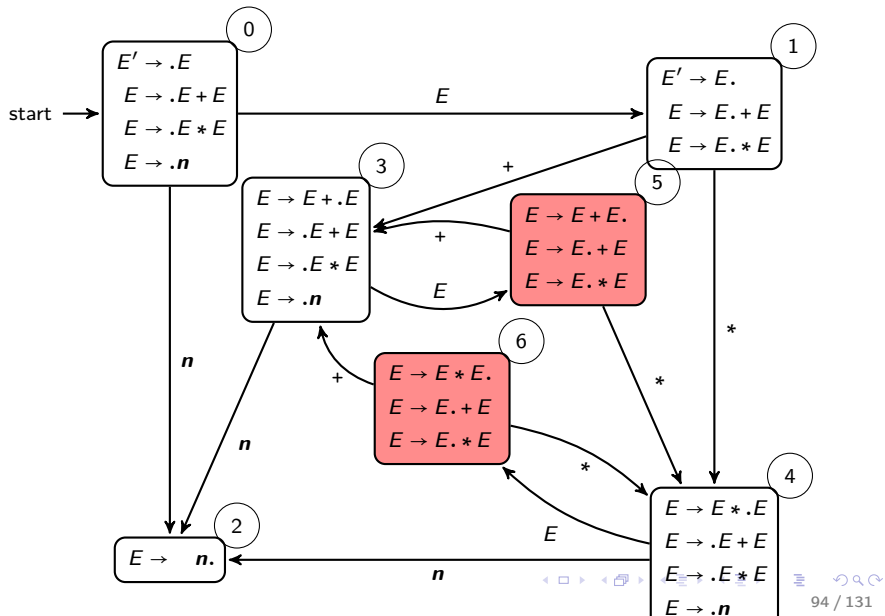 0
E′ → .E
E → .E + E
E → .E * E
E → .n
start
E
1
E′ → E.
E → E. + E
E → E. * E
+
3
E → E + .E
E → .E + E
E → .E * E
E → .n
5
E → E + E.
E → E. + E
E → E. * E
+
E
*
n
6
E → E * E.
E → E. + E
E → E. * E
+
*
*
n
E
4
E → E * .E
E → .E + E
E → .E * E
E → .n
2
E → n.
n
94 / 131